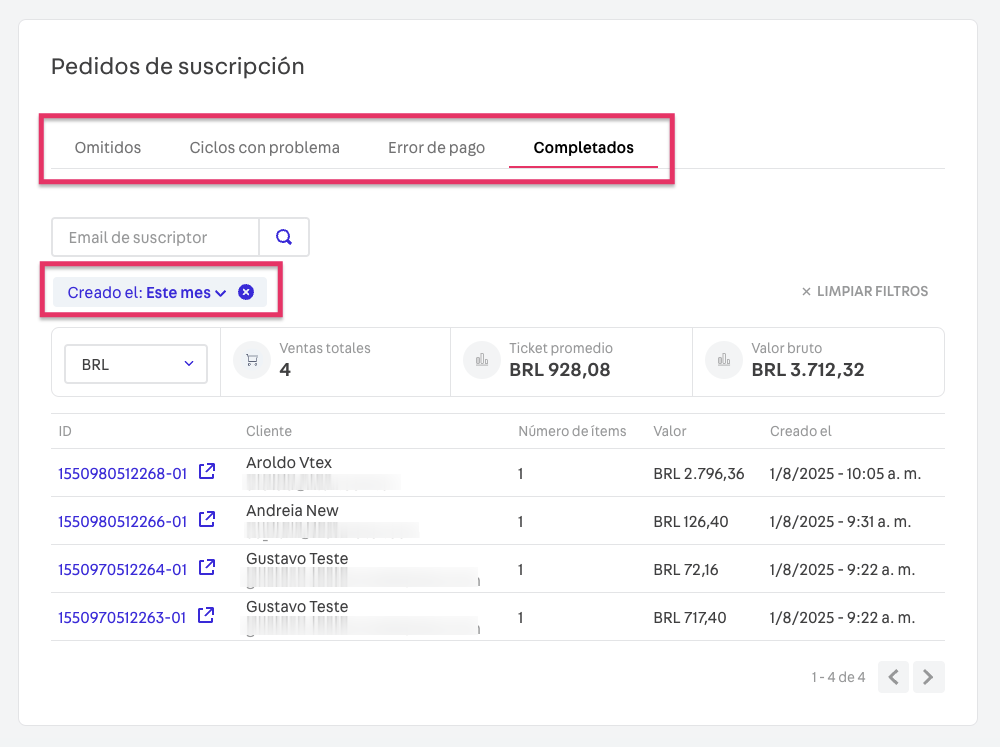 Pedidos de suscripción
Omitidos Ciclos con problema Error de pago Completados
Email de suscriptor
Creado el: Este mes
LIMPIAR FILTROS
BRL
Ventas totales
4
Ticket promedio
BRL 928,08
Valor bruto
BRL 3.712,32
ID Cliente Número de ítems Valor Creado el
1550980512268-01 Aroldo Vtex 1 BRL 2.796,36 1/8/2025 - 10:05 a. m.
1550980512266-01 Andreia New 1 BRL 126,40 1/8/2025 - 9:31 a. m.
1550970512264-01 Gustavo Teste 1 BRL 72,16 1/8/2025 - 9:22 a. m.
1550970512263-01 Gustavo Teste 1 BRL 717,40 1/8/2025 - 9:22 a. m.
1 - 4 de 4